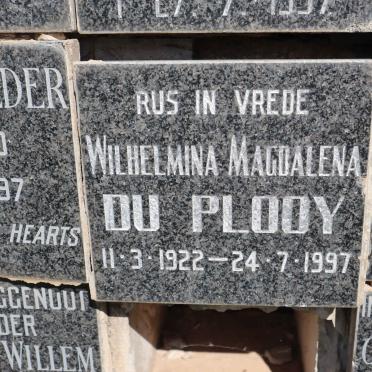 RUS IN VREDE
WILHELMINA MAGDALENA
DU PLOOY
11·3·1922—24·7·1997
HEARTS
DER
WILLEM